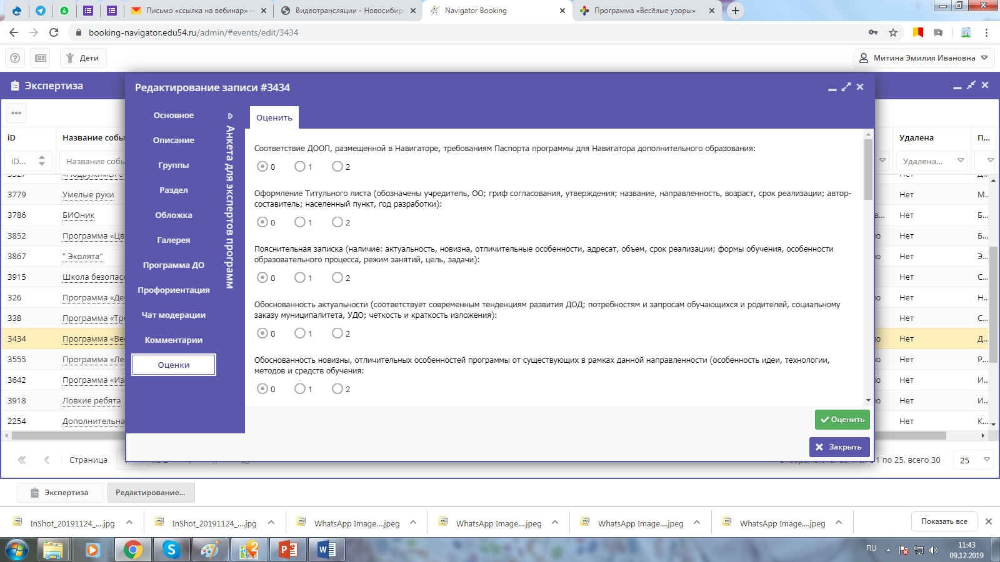 Письмо «ссылка на вебинар» —
Видеотрансляции - Новосибирс
Navigator Booking
Программа «Весёлые узоры»
booking-navigator.edu54.ru/admin/#events/edit/3434
Дети
Митина Эмилия Ивановна
Экспертиза
Редактирование записи #3434
Основное
Описание
Группы
Раздел
Обложка
Галерея
Программа ДО
Профориентация
Чат модерации
Комментарии
Оценки
Анкета для экспертов программ
Оценить
Соответствие ДООП, размещенной в Навигаторе, требованиям Паспорта программы для Навигатора дополнительного образования:
0 1 2
Оформление Титульного листа (обозначены учредитель, ОО; гриф согласования, утверждения; название, направленность, возраст, срок реализации; автор-
составитель; населенный пункт, год разработки):
0 1 2
Пояснительная записка (наличие: актуальность, новизна, отличительные особенности, адресат, объем, срок реализации; формы обучения, особенности
образовательного процесса, режим занятий, цель, задачи):
0 1 2
Обоснованность актуальности (соответствует современным тенденциям развития ДОД; потребностям и запросам обучающихся и родителей, социальному
заказу муниципалитета, УДО; четкость и краткость изложения):
0 1 2
Обоснованность новизны, отличительных особенностей программы от существующих в рамках данной направленности (особенность идеи, технологии,
методов и средств обучения:
0 1 2
Оценить
Закрыть
iD Название собы Удалена П...
iD... Название собы Удалена...
3779 Умелые руки Нет М...
3786 БИОник в... Нет Б...
3852 Программа «Цв Нет Б...
3867 " Эколята" Нет Э...
3915 Школа безопасн Нет С...
326 Программа «Де Нет Н...
338 Программа «Тро Нет С...
3434 Программа «Ве Нет Д...
3555 Программа «Ле Нет Р...
3642 Программа «Из Нет И...
3918 Ловкие ребята Нет И...
2254 Дополнительна Нет К...
Страница
1 по 25, всего 30
25
Экспертиза
Редактирование...
InShot_20191124_....jpg
InShot_20191124_....jpg
WhatsApp Image....jpeg
WhatsApp Image....jpeg
WhatsApp Image....jpeg
WhatsApp Image....jpeg
Показать все
RU
11:43
09.12.2019